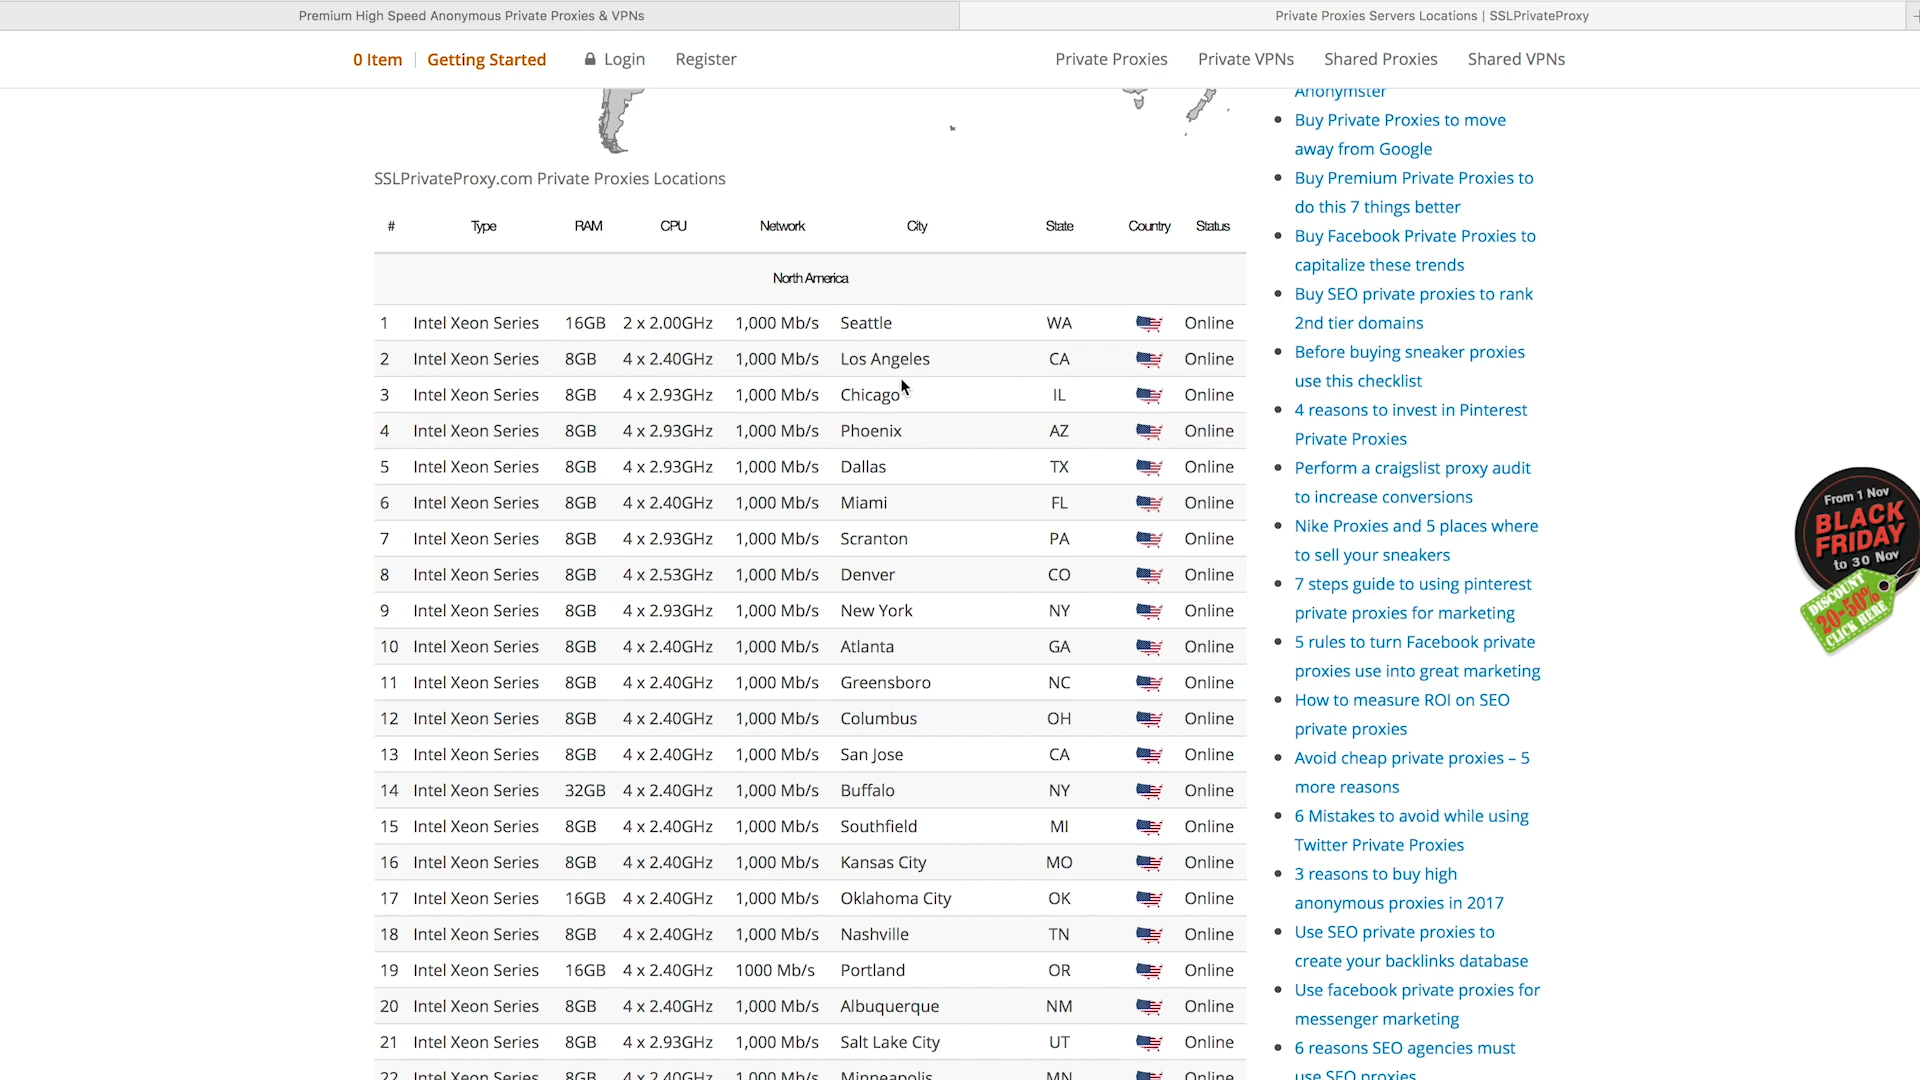 Premium High Speed Anonymous Private Proxies & VPNs
Private Proxies Servers Locations | SSLPrivateProxy
0 Item Getting Started Login Register Private Proxies Private VPNs Shared Proxies Shared VPNs
SSLPrivateProxy.com Private Proxies Locations
# Type RAM CPU Network City State Country Status
North America
1 Intel Xeon Series 16GB 2 x 2.00GHz 1,000 Mb/s Seattle WA Online
2 Intel Xeon Series 8GB 4 x 2.40GHz 1,000 Mb/s Los Angeles CA Online
3 Intel Xeon Series 8GB 4 x 2.93GHz 1,000 Mb/s Chicago IL Online
4 Intel Xeon Series 8GB 4 x 2.93GHz 1,000 Mb/s Phoenix AZ Online
5 Intel Xeon Series 8GB 4 x 2.93GHz 1,000 Mb/s Dallas TX Online
6 Intel Xeon Series 8GB 4 x 2.40GHz 1,000 Mb/s Miami FL Online
7 Intel Xeon Series 8GB 4 x 2.93GHz 1,000 Mb/s Scranton PA Online
8 Intel Xeon Series 8GB 4 x 2.53GHz 1,000 Mb/s Denver CO Online
9 Intel Xeon Series 8GB 4 x 2.93GHz 1,000 Mb/s New York NY Online
10 Intel Xeon Series 8GB 4 x 2.40GHz 1,000 Mb/s Atlanta GA Online
11 Intel Xeon Series 8GB 4 x 2.40GHz 1,000 Mb/s Greensboro NC Online
12 Intel Xeon Series 8GB 4 x 2.40GHz 1,000 Mb/s Columbus OH Online
13 Intel Xeon Series 8GB 4 x 2.40GHz 1,000 Mb/s San Jose CA Online
14 Intel Xeon Series 32GB 4 x 2.40GHz 1,000 Mb/s Buffalo NY Online
15 Intel Xeon Series 8GB 4 x 2.40GHz 1,000 Mb/s Southfield MI Online
16 Intel Xeon Series 8GB 4 x 2.40GHz 1,000 Mb/s Kansas City MO Online
17 Intel Xeon Series 16GB 4 x 2.40GHz 1,000 Mb/s Oklahoma City OK Online
18 Intel Xeon Series 8GB 4 x 2.40GHz 1,000 Mb/s Nashville TN Online
19 Intel Xeon Series 16GB 4 x 2.40GHz 1000 Mb/s Portland OR Online
20 Intel Xeon Series 8GB 4 x 2.40GHz 1,000 Mb/s Albuquerque NM Online
21 Intel Xeon Series 8GB 4 x 2.93GHz 1,000 Mb/s Salt Lake City UT Online
22 Intel Xeon Series 8GB 4 x 2.40GHz 1,000 Mb/s Minneapolis MN Online
Anonymster
Buy Private Proxies to move
away from Google
Buy Premium Private Proxies to
do this 7 things better
Buy Facebook Private Proxies to
capitalize these trends
Buy SEO private proxies to rank
2nd tier domains
Before buying sneaker proxies
use this checklist
4 reasons to invest in Pinterest
Private Proxies
Perform a craigslist proxy audit
to increase conversions
Nike Proxies and 5 places where
to sell your sneakers
7 steps guide to using pinterest
private proxies for marketing
5 rules to turn Facebook private
proxies use into great marketing
How to measure ROI on SEO
private proxies
Avoid cheap private proxies – 5
more reasons
6 Mistakes to avoid while using
Twitter Private Proxies
3 reasons to buy high
anonymous proxies in 2017
Use SEO private proxies to
create your backlinks database
Use facebook private proxies for
messenger marketing
6 reasons SEO agencies must
use SEO proxies
From 1 Nov
BLACK
FRIDAY
to 30 Nov
DISCOUNT
20-50%
CLICK HERE